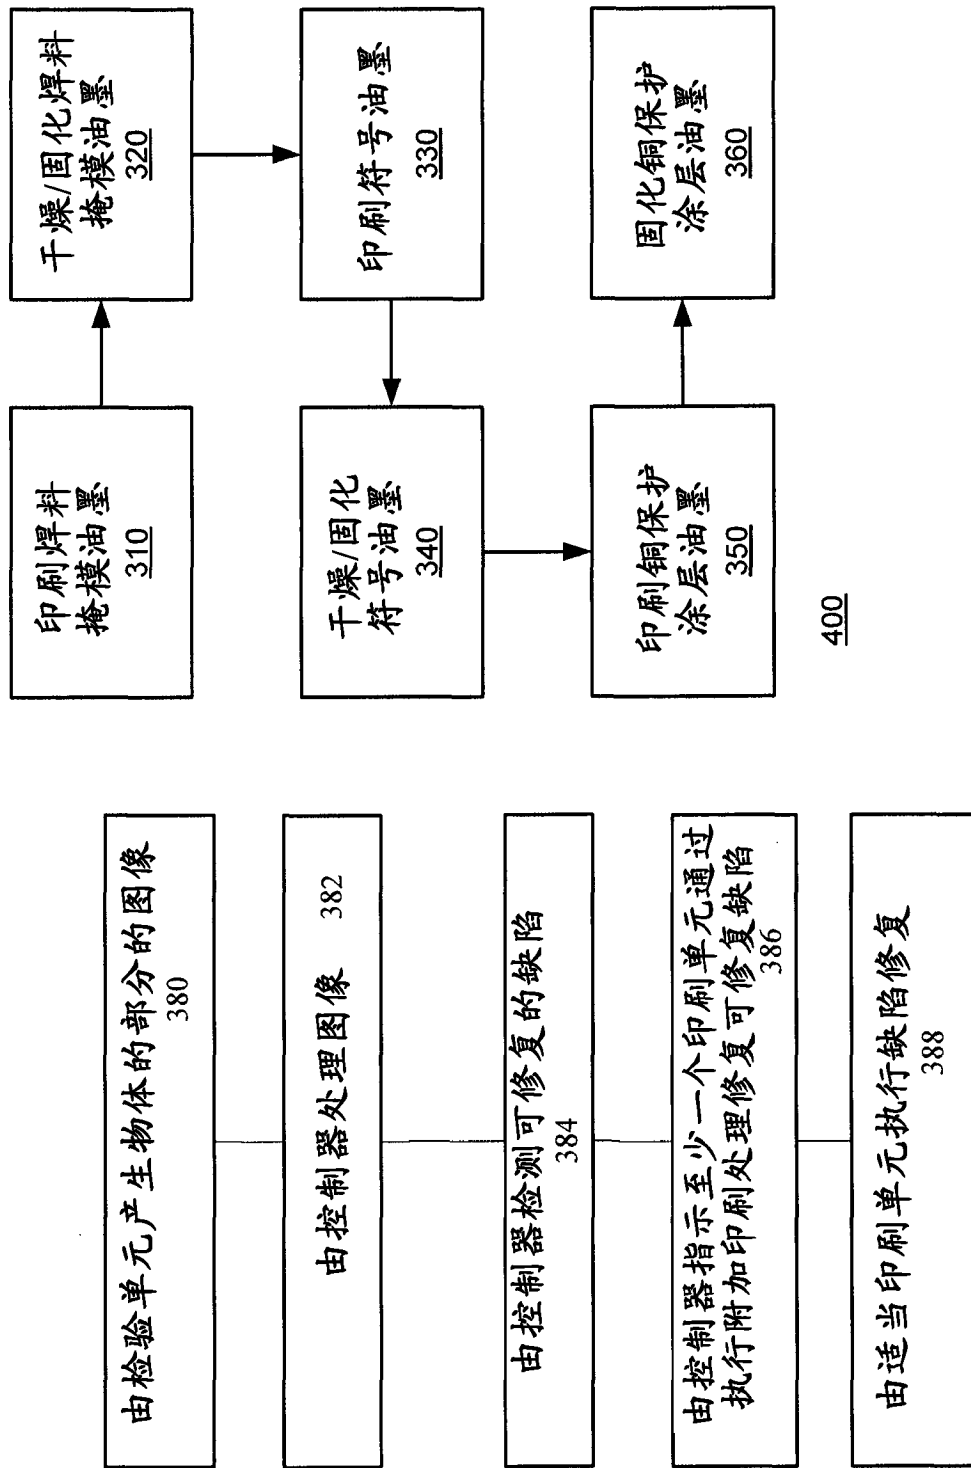 由检验单元产生物体的部分的图像
380
由控制器处理图像 382
由控制器检测可修复的缺陷
384
由控制器指示至少一个印刷单元通过
执行附加印刷处理修复可修复缺陷
386
由适当印刷单元执行缺陷修复
388
印刷焊料
掩模油墨
310
干燥/固化焊料
掩模油墨
320
印刷符号油墨
330
干燥/固化
符号油墨
340
印刷铜保护
涂层油墨
350
固化铜保护
涂层油墨
360
400